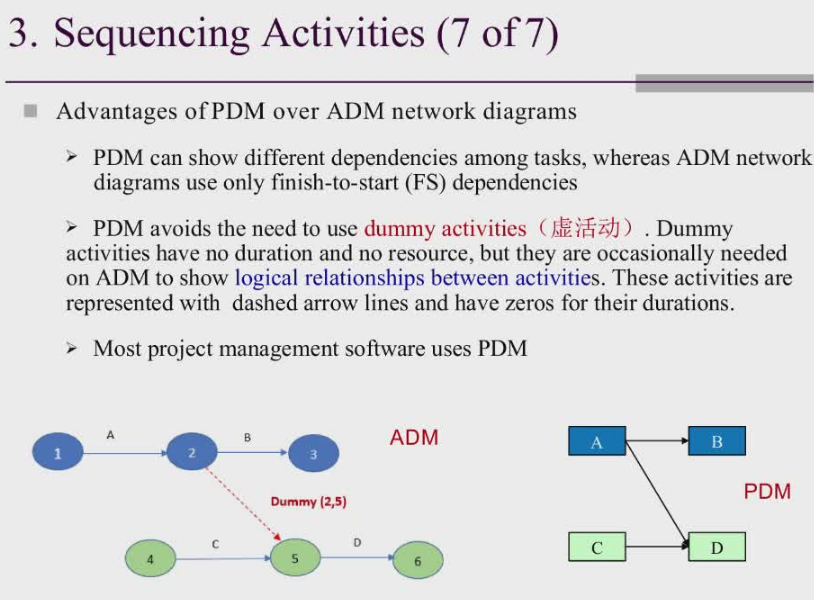 3. Sequencing Activities (7 of 7)
Advantages of PDM over ADM network diagrams
PDM can show different dependencies among tasks, whereas ADM network
diagrams use only finish-to-start (FS) dependencies
PDM avoids the need to use dummy activities（虚活动）. Dummy
activities have no duration and no resource, but they are occasionally needed
on ADM to show logical relationships between activities. These activities are
represented with dashed arrow lines and have zeros for their durations.
Most project management software uses PDM
A
B
1
2
3
ADM
Dummy (2,5)
C
D
4
5
6
A
B
PDM
C
D